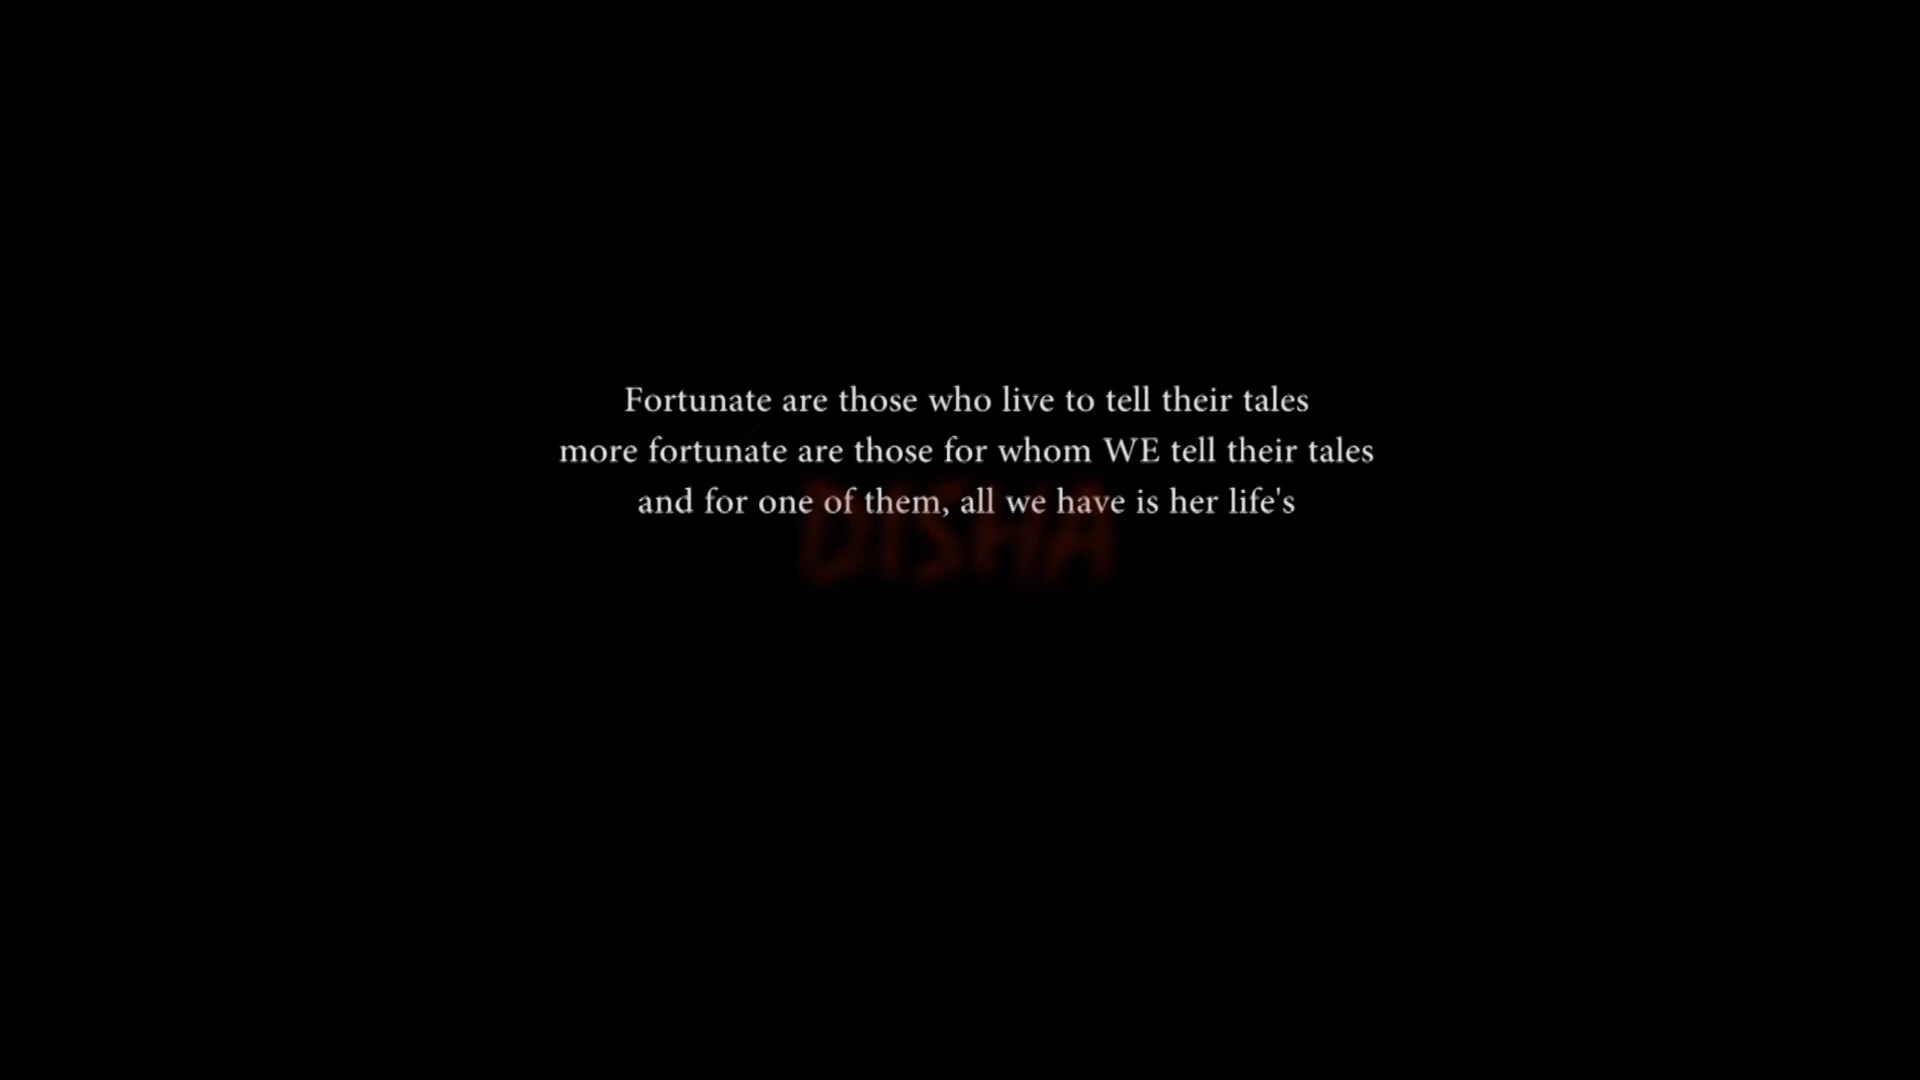 Fortunate are those who live to tell their tales
more fortunate are those for whom WE tell their tales
and for one of them, all we have is her life's
DISHA